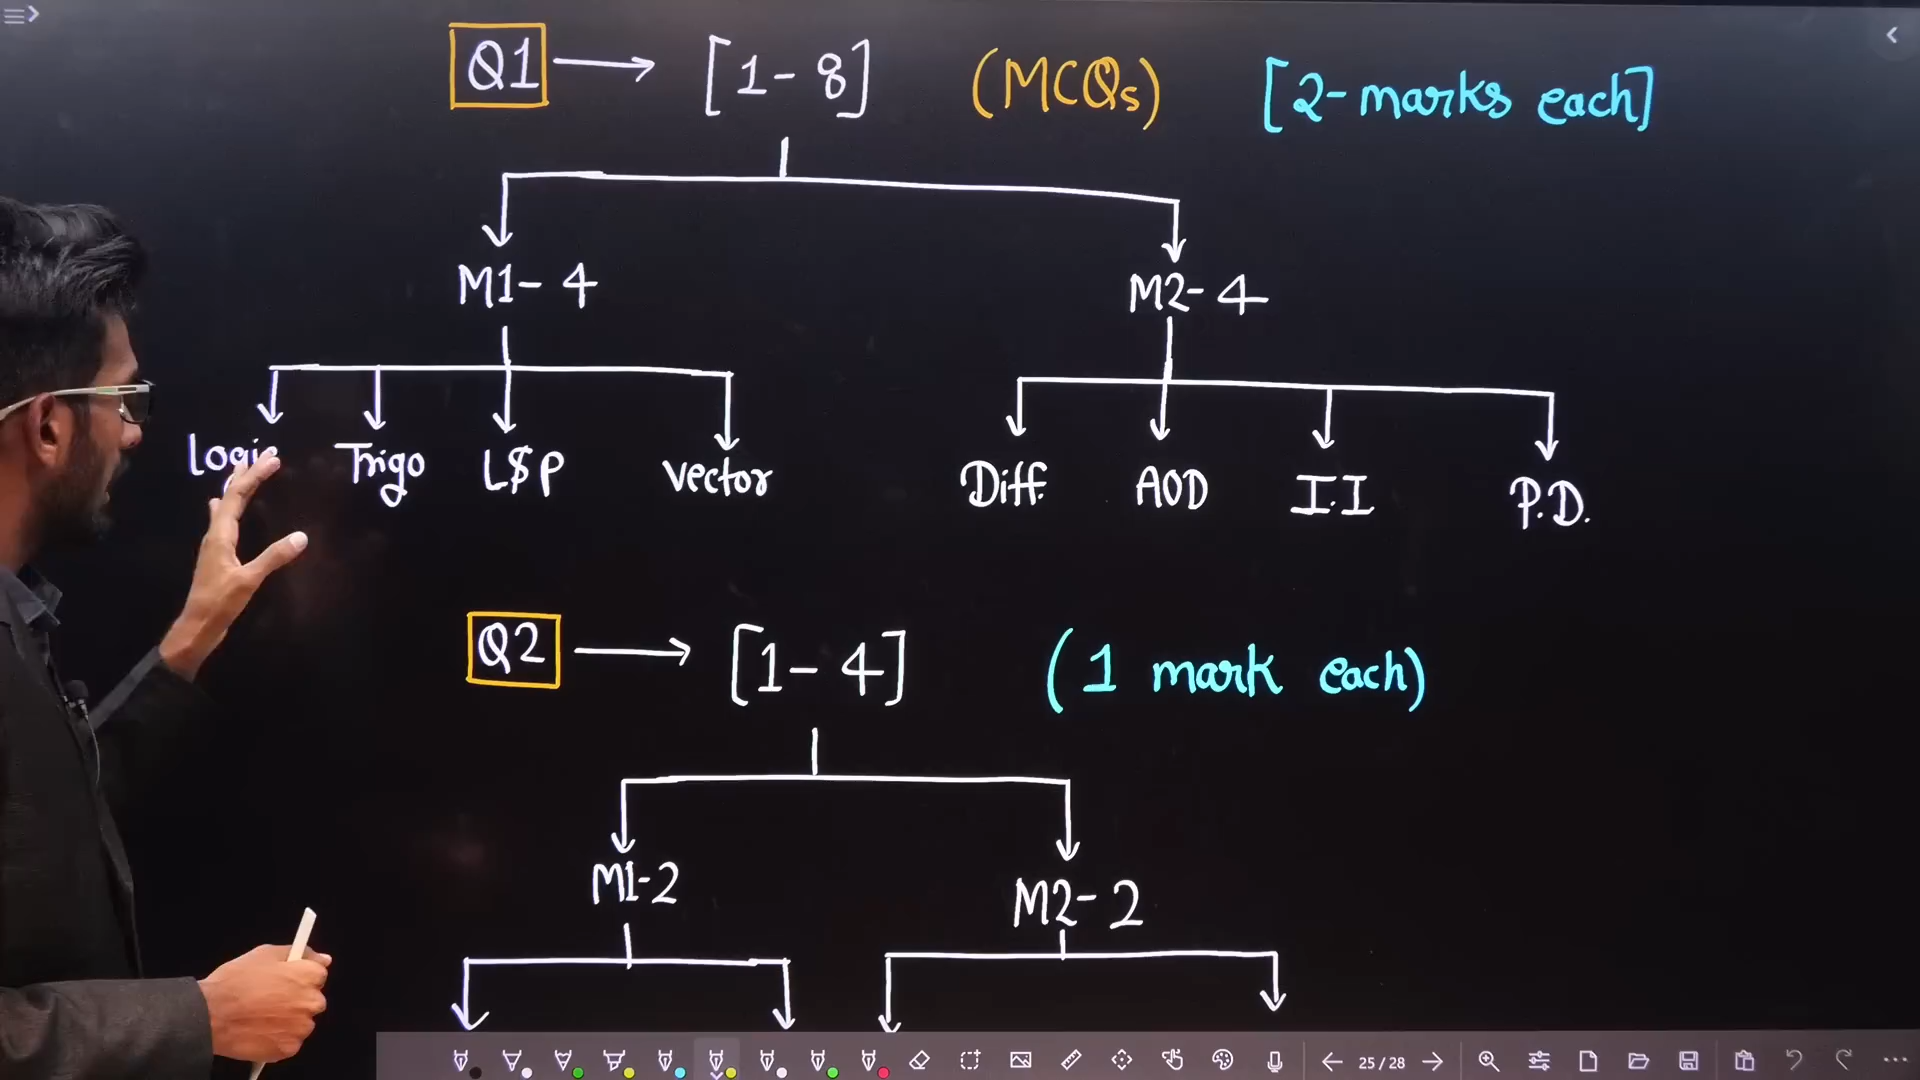 Q1 → [1-8] (MCQs) [2-marks each]
M1-4 M2-4
Logic Trigo L$P Vector Diff. AOD I.I P.D.
Q2 → [1-4] (1 mark each)
M1-2 M2-2
25/28